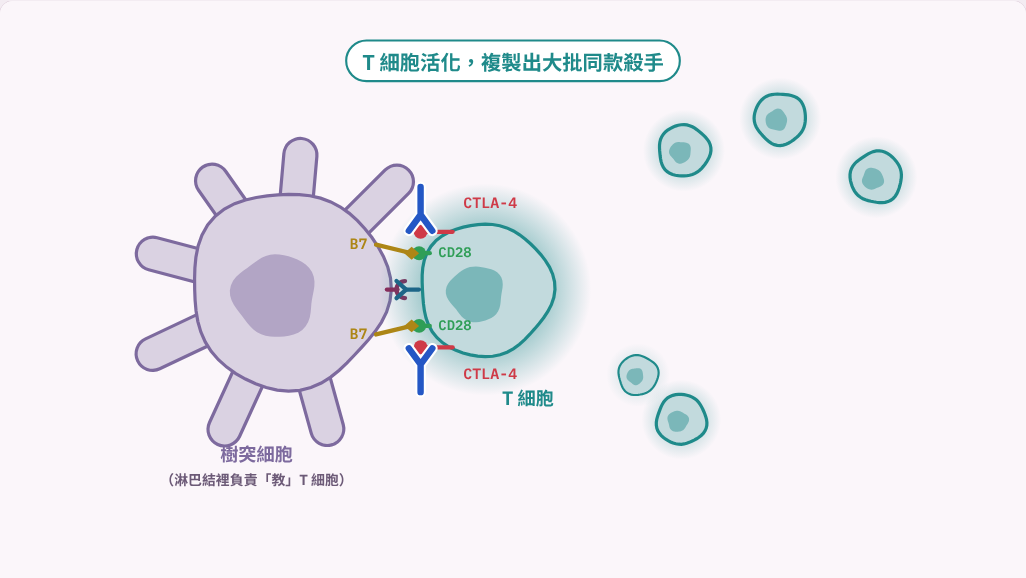 T 細胞活化，複製出大批同款殺手
CTLA-4
B7
CD28
CD28
B7
CTLA-4
T 細胞
樹突細胞
（淋巴結裡負責「教」T 細胞）